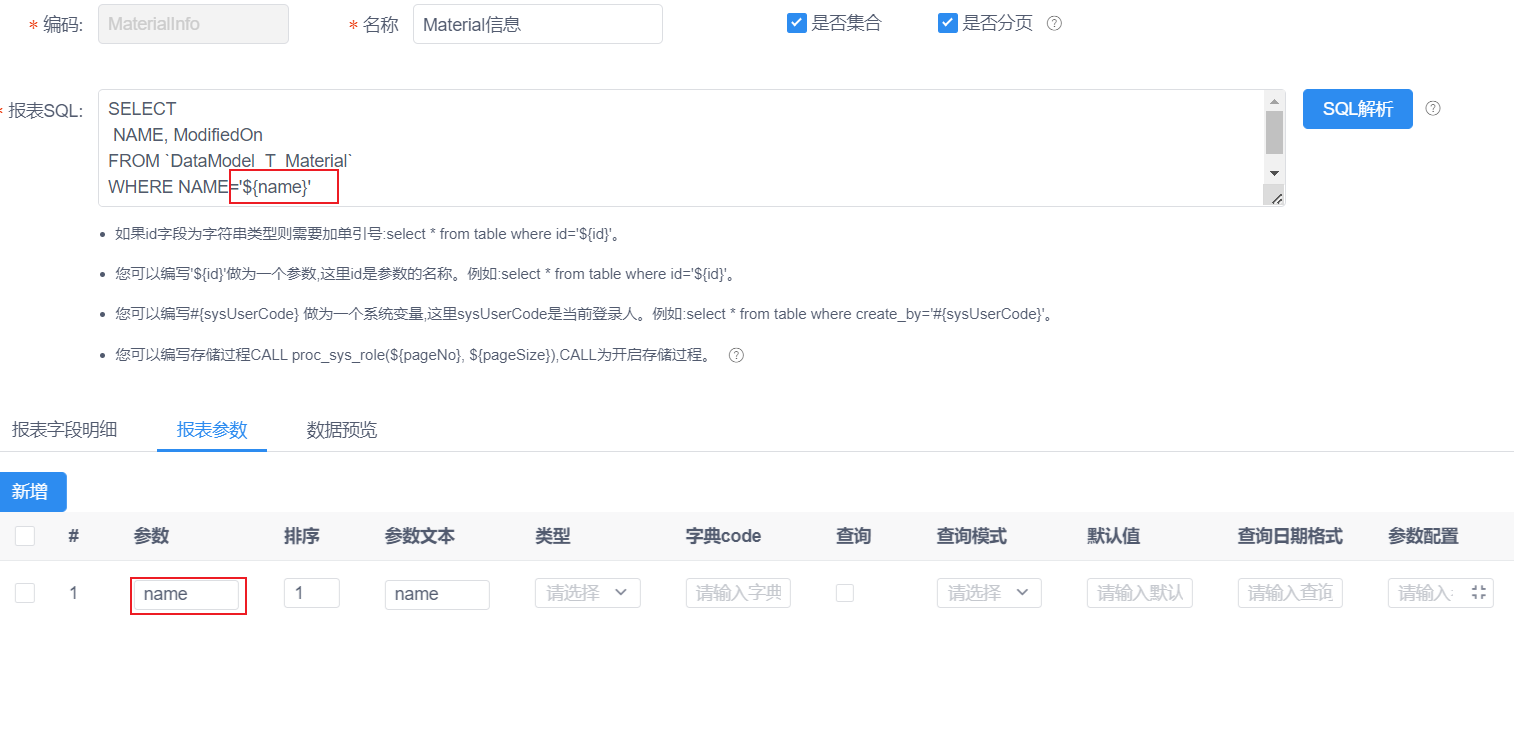 * 编码: MaterialInfo * 名称 Material信息 是否集合 是否分页
* 报表SQL: SELECT
NAME, ModifiedOn
FROM `DataModel_T_Material`
WHERE NAME='${name}'
SQL解析
• 如果id字段为字符串类型则需要加单引号:select * from table where id='${id}'。
• 您可以编写'${id}'做为一个参数,这里id是参数的名称。例如:select * from table where id='${id}'。
• 您可以编写#{sysUserCode} 做为一个系统变量,这里sysUserCode是当前登录人。例如:select * from table where create_by='#{sysUserCode}'。
• 您可以编写存储过程CALL proc_sys_role(${pageNo}, ${pageSize}),CALL为开启存储过程。
报表字段明细 报表参数 数据预览
新增
# 参数 排序 参数文本 类型 字典code 查询 查询模式 默认值 查询日期格式 参数配置
1 name 1 name 请选择 请输入字典 请选择 请输入默认 请输入查询 请输入